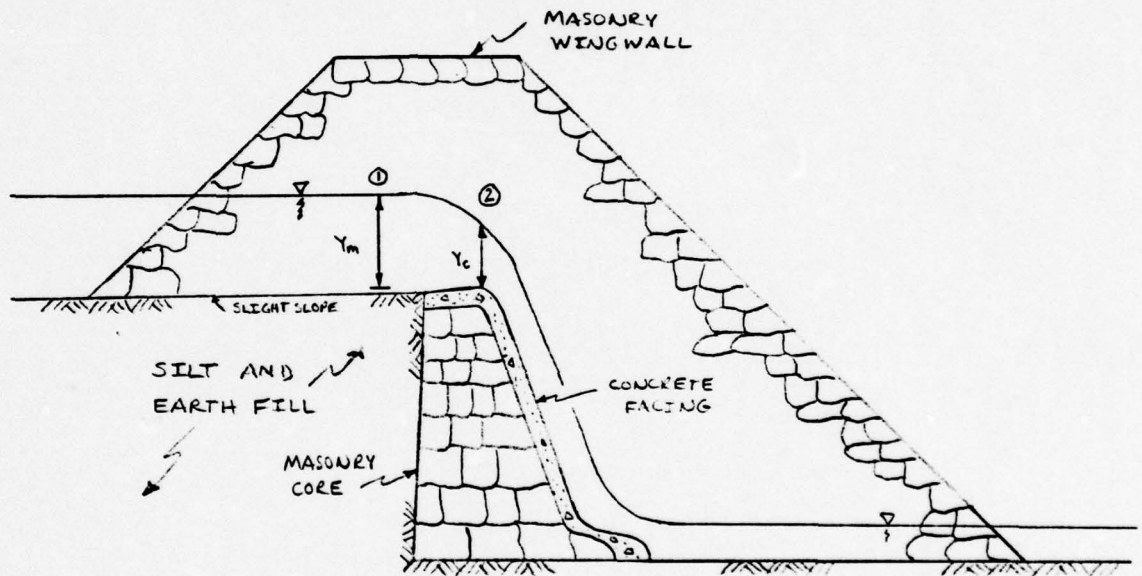 MASONRY
WINGWALL
①
②
Ym
Yc
SLIGHT SLOPE
SILT AND
EARTH FILL
CONCRETE
FACING
MASONRY
CORE